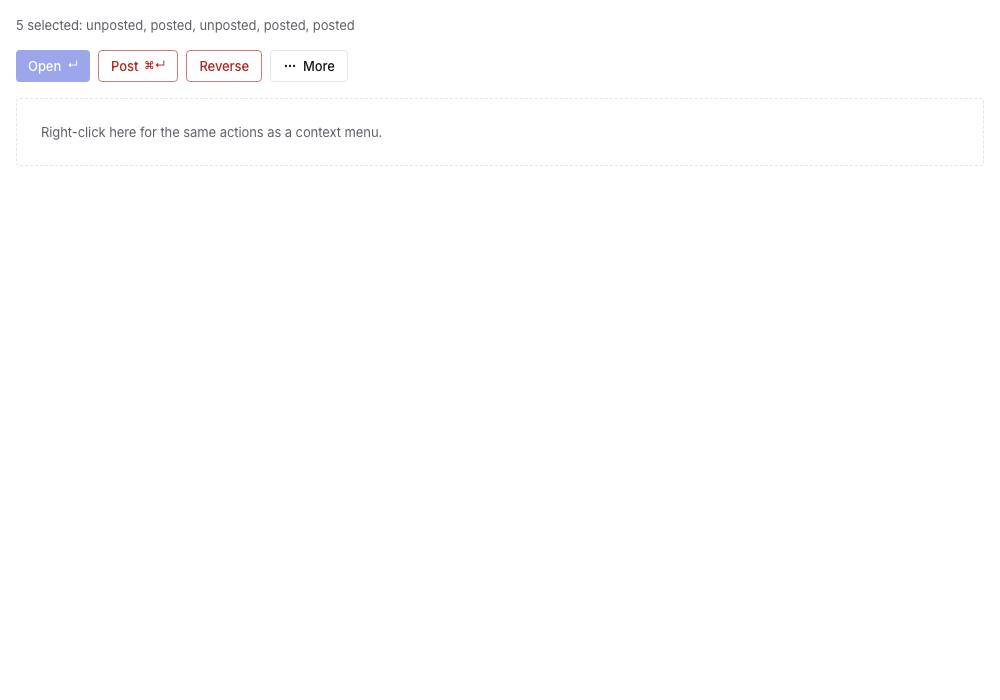 5 selected: unposted, posted, unposted, posted, posted
Open ↵ Post ⌘↵ Reverse ··· More
Right-click here for the same actions as a context menu.